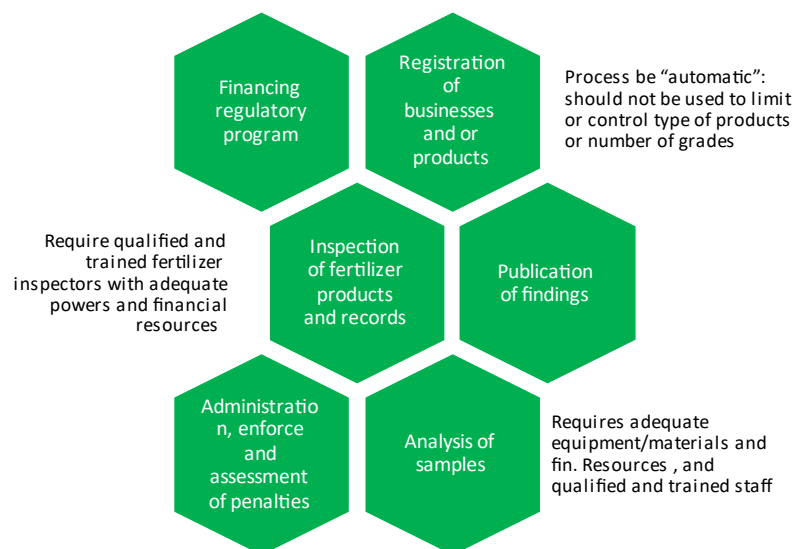 Financing
regulatory
program
Registration
of
businesses
and or
products
Process be “automatic”:
should not be used to limit
or control type of products
or number of grades
Require qualified and
trained fertilizer
inspectors with adequate
powers and financial
resources
Inspection
of fertilizer
products
and records
Publication
of findings
Administratio
n, enforce
and
assessment
of penalties
Analysis of
samples
Requires adequate
equipment/materials and
fin. Resources , and
qualified and trained staff